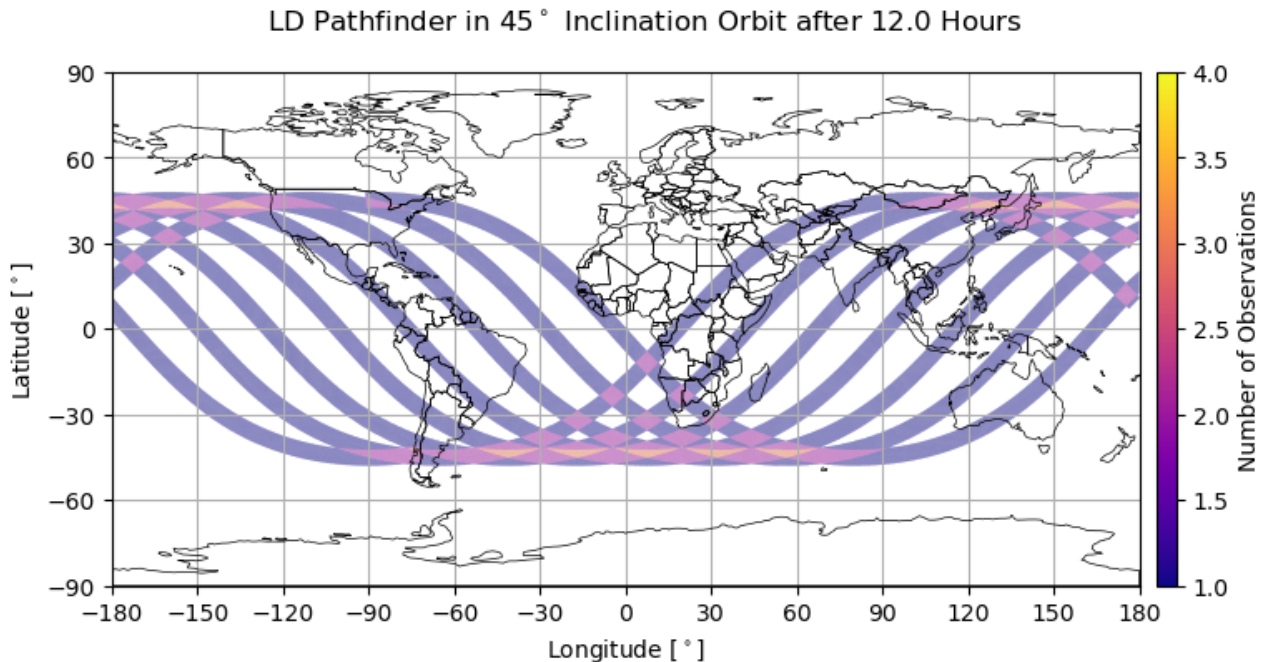 LD Pathfinder in 45° Inclination Orbit after 12.0 Hours
90
60
30
0
−30
−60
−90
Latitude [°]
−180 −150 −120 −90 −60 −30 0 30 60 90 120 150 180
Longitude [°]
4.0
3.5
3.0
2.5
2.0
1.5
1.0
Number of Observations